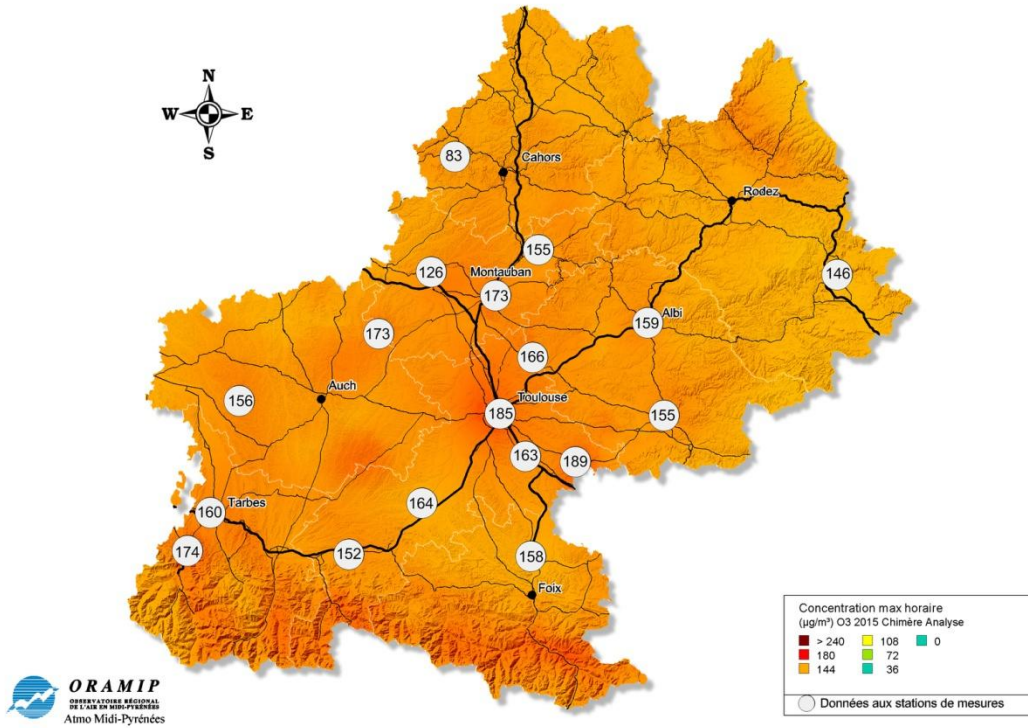 N
W E
S
83
Cahors
Rodez
155
126
Montauban
146
173
173
159
Albi
166
Auch
156
Toulouse
185
155
163
189
164
Tarbes
160
174
152
158
Foix
Concentration max horaire
(µg/m³) O3 2015 Chimère Analyse
> 240 108 0
180 72
144 36
Données aux stations de mesures
ORAMIP
OBSERVATOIRE RÉGIONAL
DE L'AIR EN MIDI-PYRÉNÉES
Atmo Midi-Pyrénées